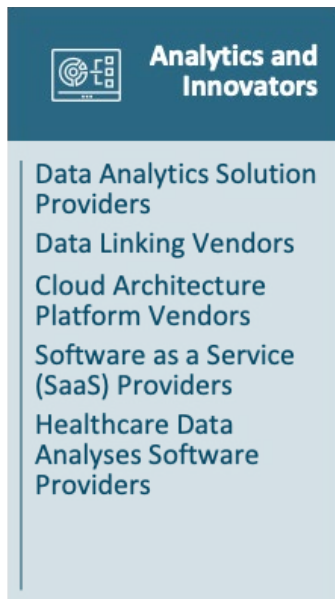 Analytics and
Innovators
Data Analytics Solution
Providers
Data Linking Vendors
Cloud Architecture
Platform Vendors
Software as a Service
(SaaS) Providers
Healthcare Data
Analyses Software
Providers